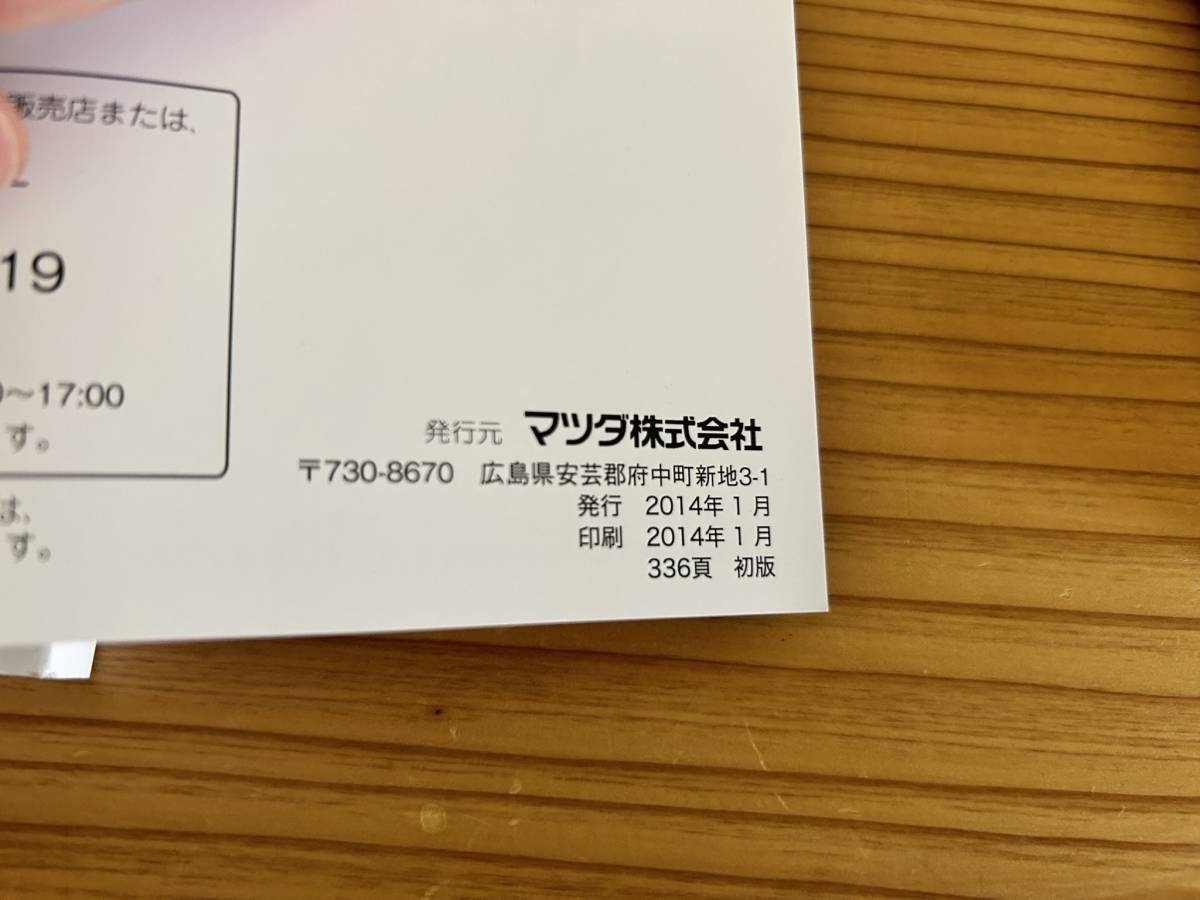 販売店または、
19
〜17:00
す。
は、
す。
発行元 マツダ株式会社
〒730-8670 広島県安芸郡府中町新地3-1
発行 2014年1月
印刷 2014年1月
336頁 初版